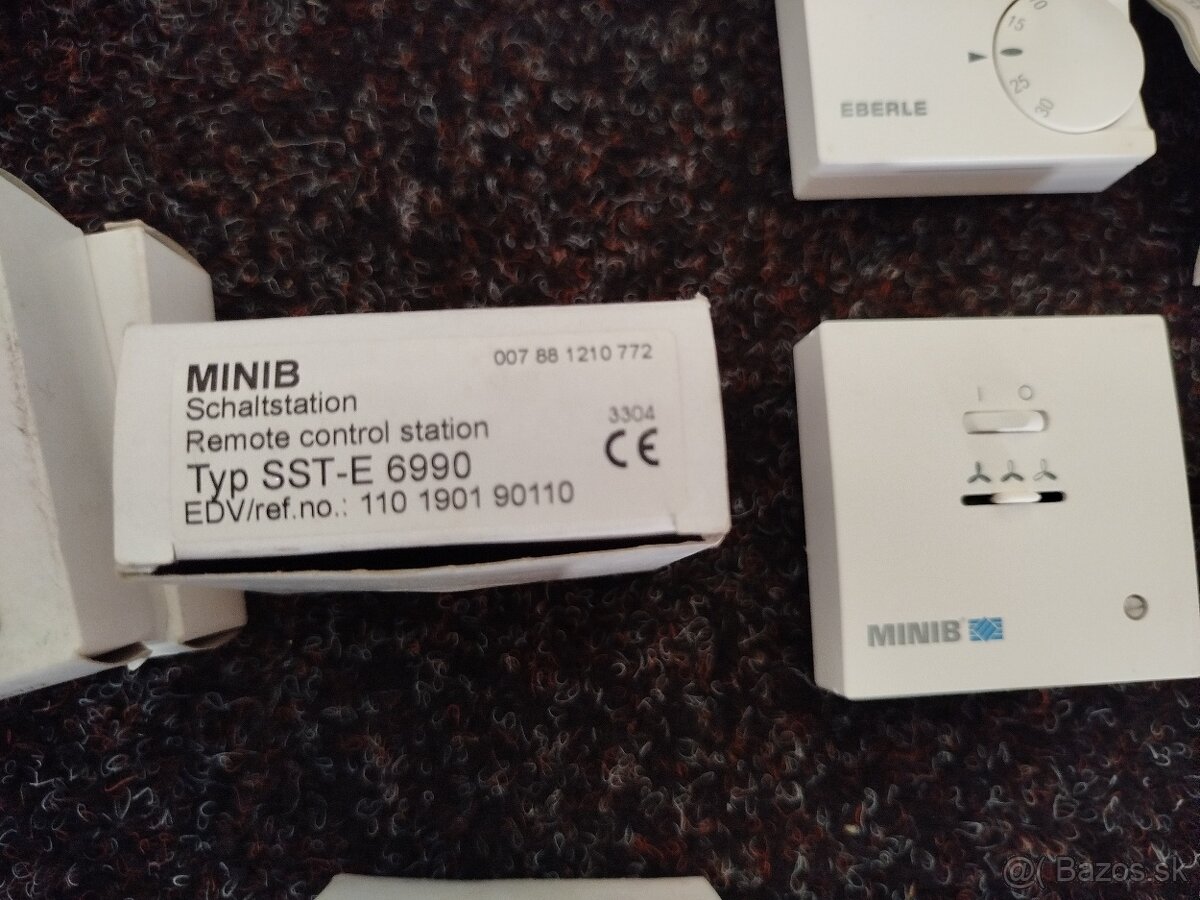 10
15
25
30
EBERLE
MINIB
007 88 1210 772
Schaltstation
Remote control station
3304
Typ SST-E 6990
CE
EDV/ref.no.: 110 1901 90110
I O
MINIB
@( Bazos.sk